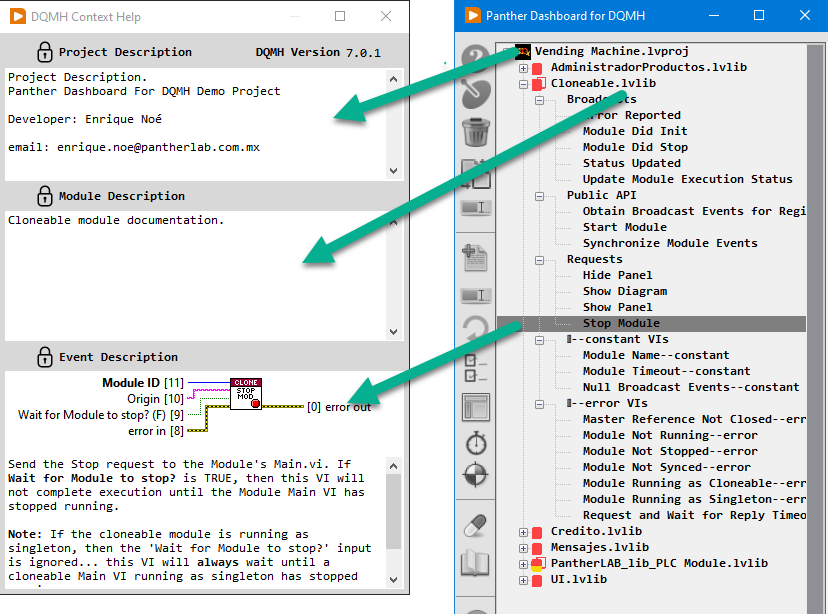 DQMH Context Help
Project Description
DQMH Version 7.0.1
Project Description.
Panther Dashboard For DQMH Demo Project
Developer: Enrique Noé
email: enrique.noe@pantherlab.com.mx
Module Description
Cloneable module documentation.
Event Description
Module ID [11]
Origin [10]
Wait for Module to stop? (F) [9]
error in [8]
CLONE
STOP
MOD
[0] error out
Send the Stop request to the Module's Main.vi. If
Wait for Module to stop? is TRUE, then this VI will
not complete execution until the Module Main VI has
stopped running.
Note: If the cloneable module is running as
singleton, then the 'Wait for Module to stop?' input
is ignored... this VI will always wait until a
cloneable Main VI running as singleton has stopped
Panther Dashboard for DQMH
Vending Machine.lvproj
AdministradorProductos.lvlib
Cloneable.lvlib
Broadcasts
Error Reported
Module Did Init
Module Did Stop
Status Updated
Update Module Execution Status
Public API
Obtain Broadcast Events for Regi
Start Module
Synchronize Module Events
Requests
Hide Panel
Show Diagram
Show Panel
Stop Module
--constant VIs
Module Name--constant
Module Timeout--constant
Null Broadcast Events--constant
--error VIs
Master Reference Not Closed--err
Module Not Running--error
Module Not Stopped--error
Module Not Synced--error
Module Running as Cloneable--err
Module Running as Singleton--err
Request and Wait for Reply Timeo
Credito.lvlib
Mensajes.lvlib
PantherLAB_lib_PLC Module.lvlib
UI.lvlib